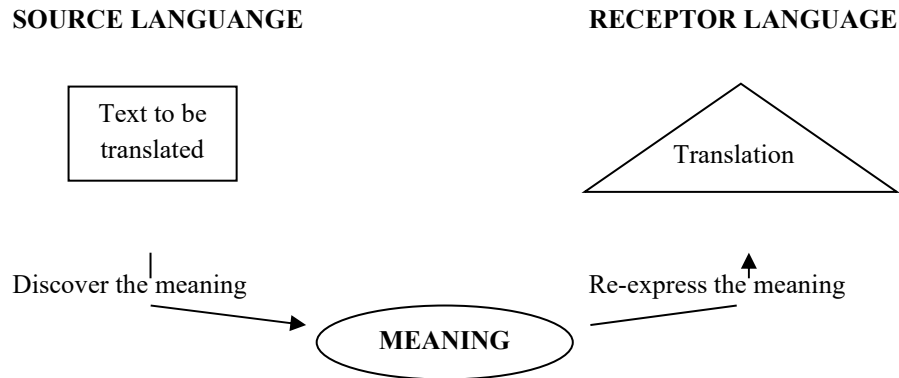 SOURCE LANGUANGE
RECEPTOR LANGUAGE
Text to be
translated
Translation
Discover the meaning
Re-express the meaning
MEANING